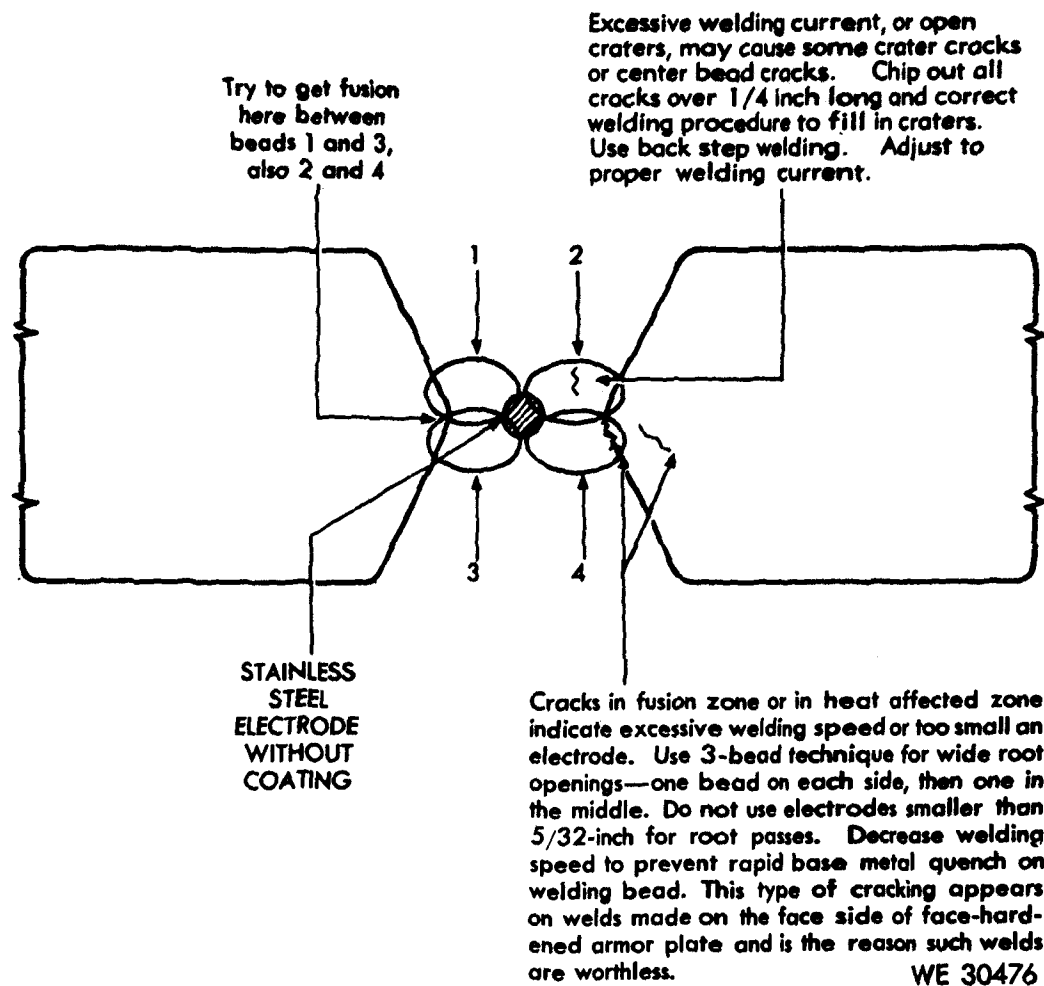 Excessive welding current, or open
craters, may cause some crater cracks
or center bead cracks. Chip out all
cracks over 1/4 inch long and correct
welding procedure to fill in craters.
Use back step welding. Adjust to
proper welding current.
Try to get fusion
here between
beads 1 and 3,
also 2 and 4
1
2
3
4
STAINLESS
STEEL
ELECTRODE
WITHOUT
COATING
Cracks in fusion zone or in heat affected zone
indicate excessive welding speed or too small an
electrode. Use 3-bead technique for wide root
openings—one bead on each side, then one in
the middle. Do not use electrodes smaller than
5/32-inch for root passes. Decrease welding
speed to prevent rapid base metal quench on
welding bead. This type of cracking appears
on welds made on the face side of face-hard-
ened armor plate and is the reason such welds
are worthless.
WE 30476